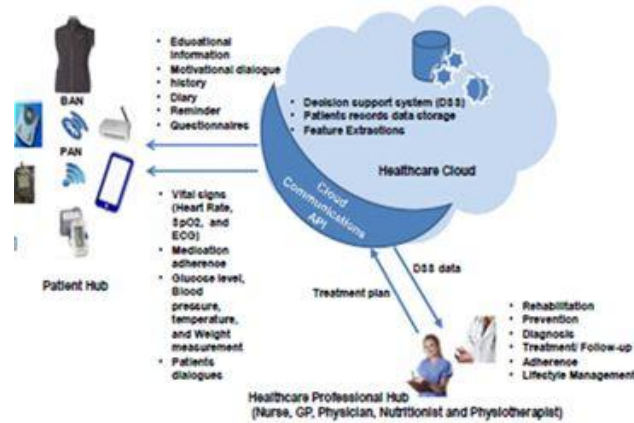 BAN
PAN
Patient Hub
• Educational
information
• Motivational dialogue
• history
• Diary
• Reminder
• Questionnaires
• Vital signs
(Heart Rate,
SpO2, and
ECG)
• Medication
adherence
• Glucose level,
Blood
pressure,
temperature,
and Weight
measurement
• Patients
dialogues
• Decision support system (DSS)
• Patients records data storage
• Feature Extractions
Healthcare Cloud
Cloud
Communications
API
DSS data
Treatment plan
• Rehabilitation
• Prevention
• Diagnosis
• Treatment/ Follow-up
• Adherence
• Lifestyle Management
Healthcare Professional Hub
(Nurse, GP, Physician, Nutritionist and Physiotherapist)